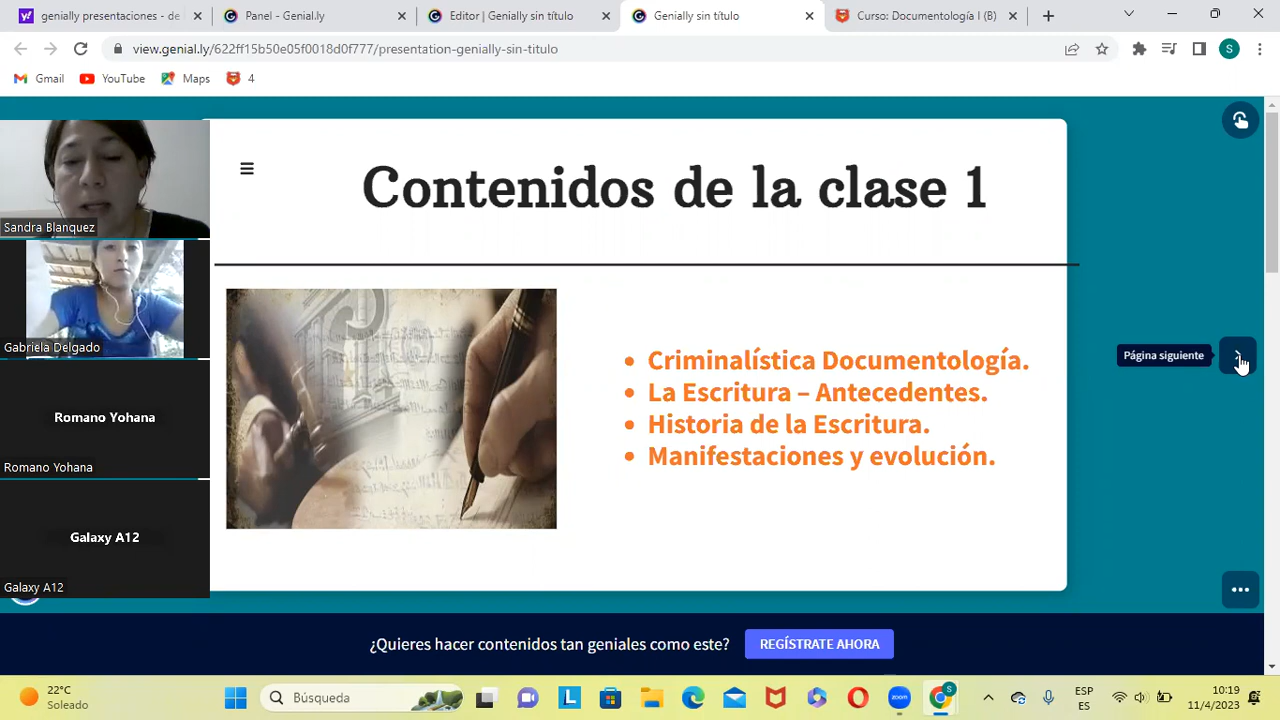 genially presentaciones - de
Panel - Genial.ly
Editor | Genially sin título
Genially sin título
Curso: Documentología I (B)
view.genial.ly/622ff15b50e05f0018d0f777/presentation-genially-sin-titulo
S
Gmail
YouTube
Maps
4
Contenidos de la clase 1
Sandra Blanquez
Gabriela Delgado
Romano Yohana
Romano Yohana
Galaxy A12
Galaxy A12
Criminalística Documentología.
La Escritura – Antecedentes.
Historia de la Escritura.
Manifestaciones y evolución.
Página siguiente
¿Quieres hacer contenidos tan geniales como este?
REGÍSTRATE AHORA
22°C
Soleado
Búsqueda
zoom
S
ESP
ES
10:19
11/4/2023